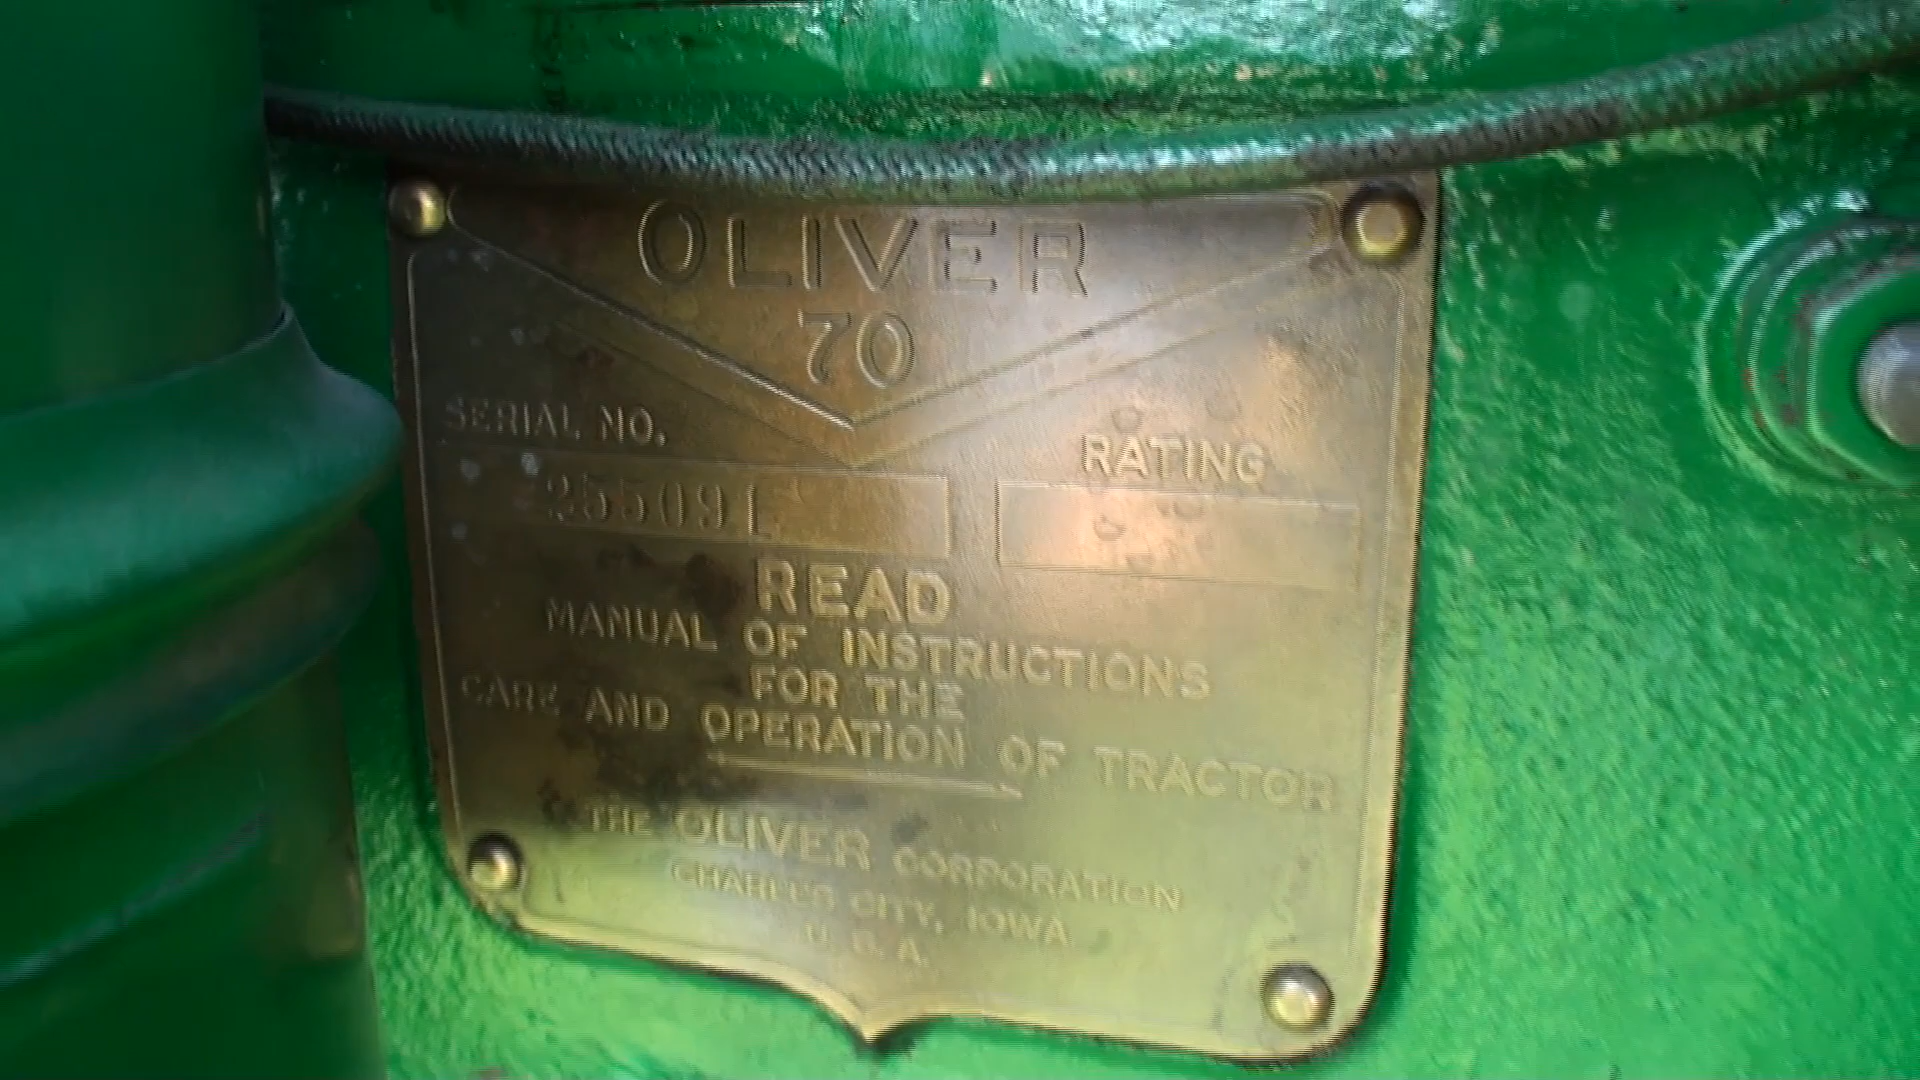 OLIVER
70
SERIAL NO.
255091
RATING
READ
MANUAL OF INSTRUCTIONS
FOR THE
CARE AND OPERATION OF TRACTOR
THE OLIVER CORPORATION
CHARLES CITY, IOWA
U.S.A.